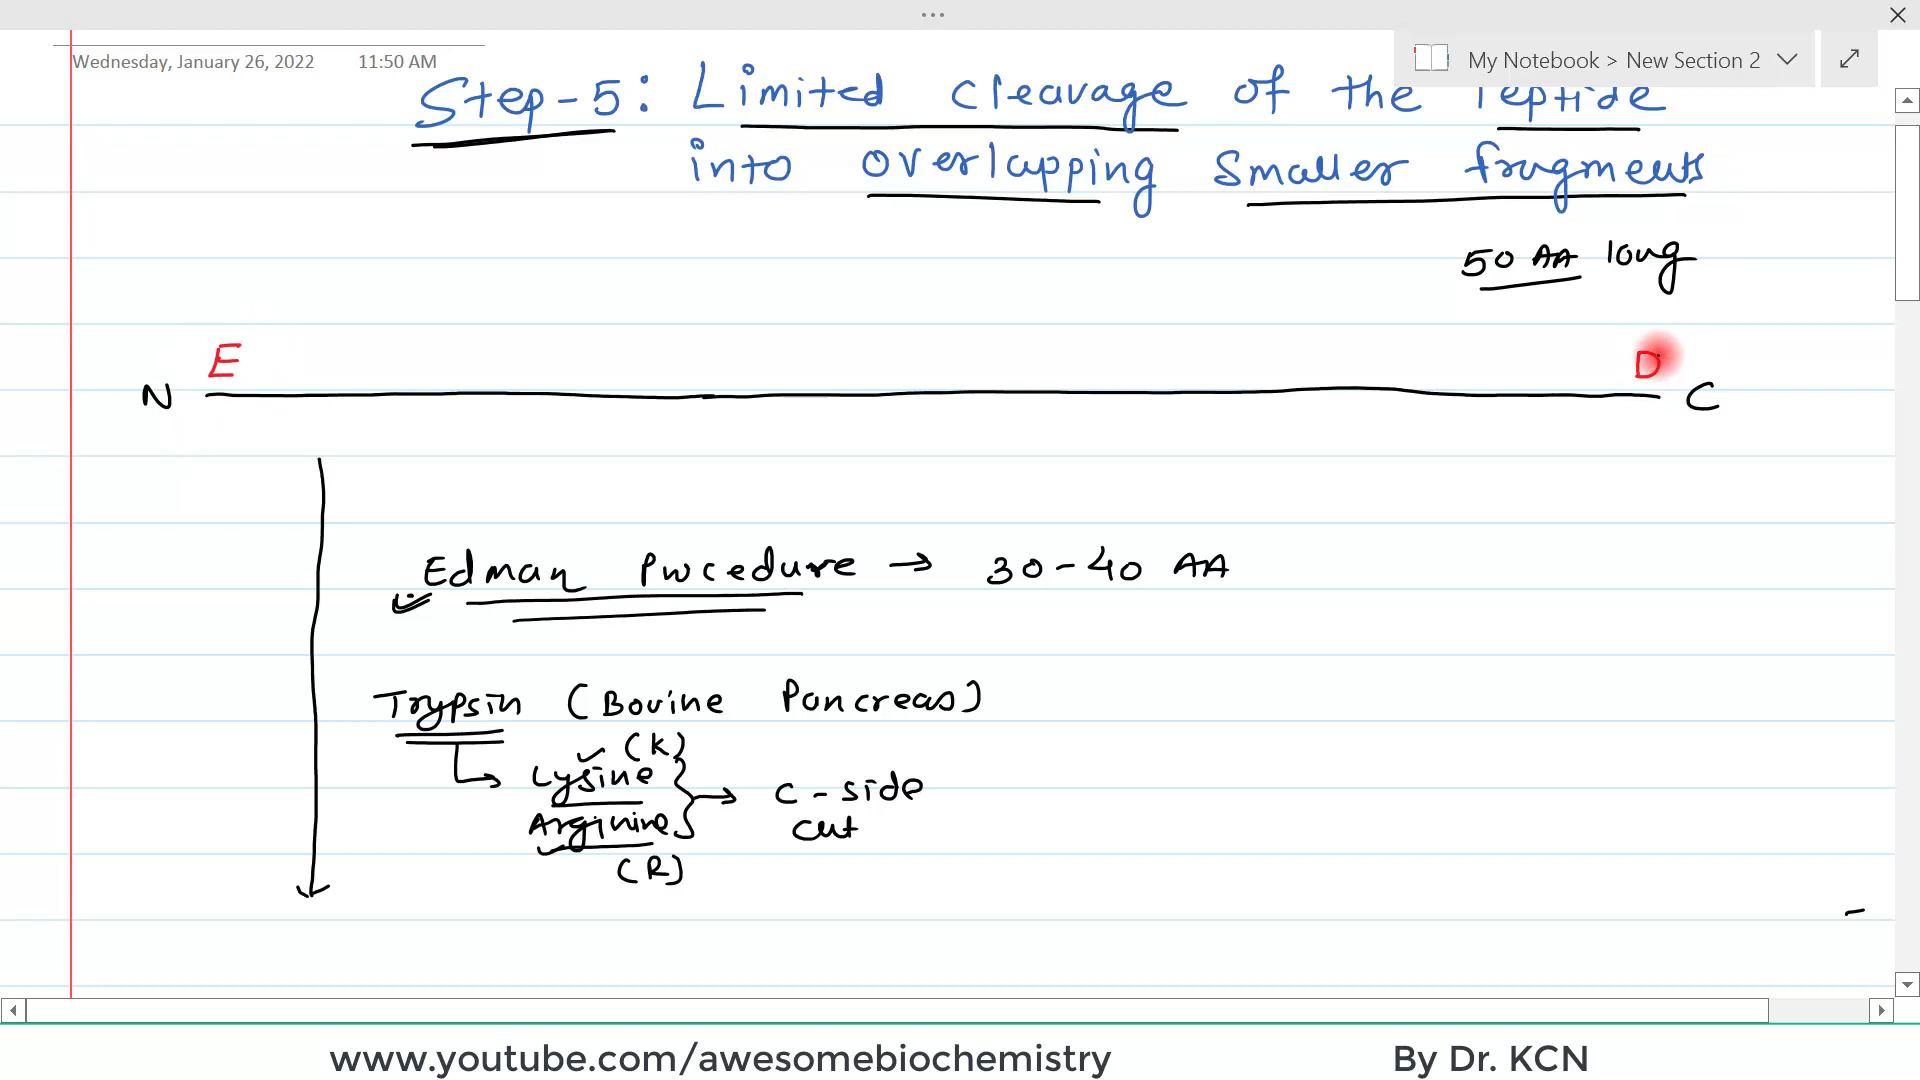 My Notebook > New Section 2
Wednesday, January 26, 2022 11:50 AM
Step-5: Limited cleavage of the Peptide
into overlapping smaller fragments
50 AA long
E D
N C
Edman Procedure → 30-40 AA
Trypsin (Bovine Pancreas)
(K)
Lysine
Arginine → C-side
cut
(R)
www.youtube.com/awesomebiochemistry By Dr. KCN